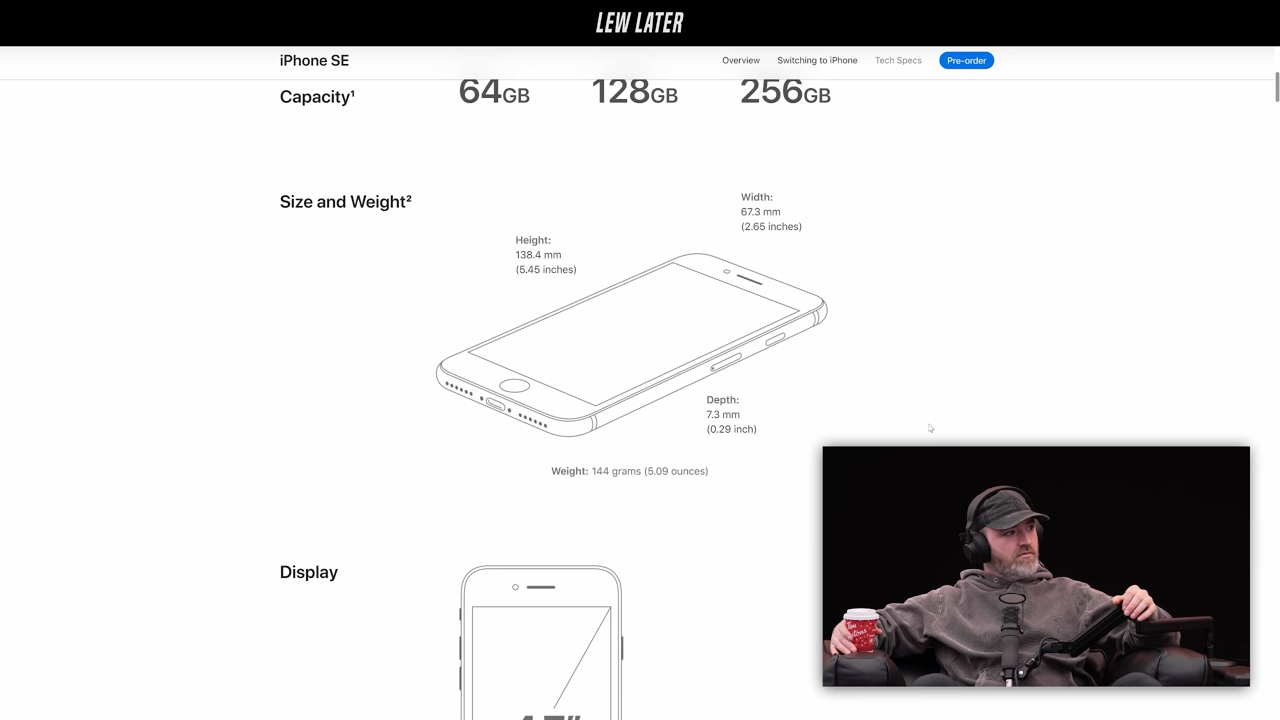 LEW LATER
iPhone SE
Overview
Switching to iPhone
Tech Specs
Pre-order
Capacity¹
64GB
128GB
256GB
Size and Weight²
Width:
67.3 mm
(2.65 inches)
Height:
138.4 mm
(5.45 inches)
Depth:
7.3 mm
(0.29 inch)
Weight: 144 grams (5.09 ounces)
Display